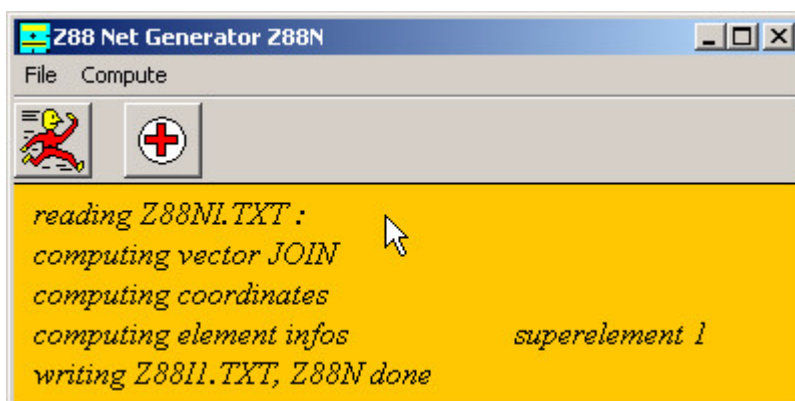 Z88 Net Generator Z88N
File Compute
reading Z88NI.TXT :
computing vector JOIN
computing coordinates
computing element infos superelement 1
writing Z88I1.TXT, Z88N done